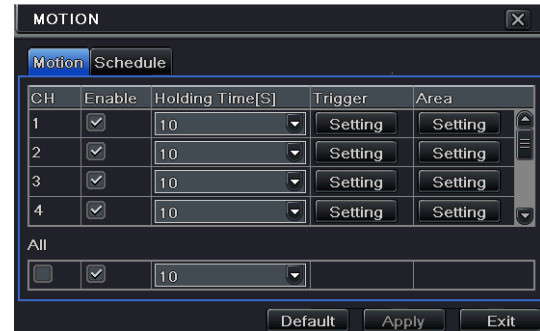 MOTION
Motion Schedule
CH Enable Holding Time[S] Trigger Area
1 10 Setting Setting
2 10 Setting Setting
3 10 Setting Setting
4 10 Setting Setting
All
10
Default Apply Exit